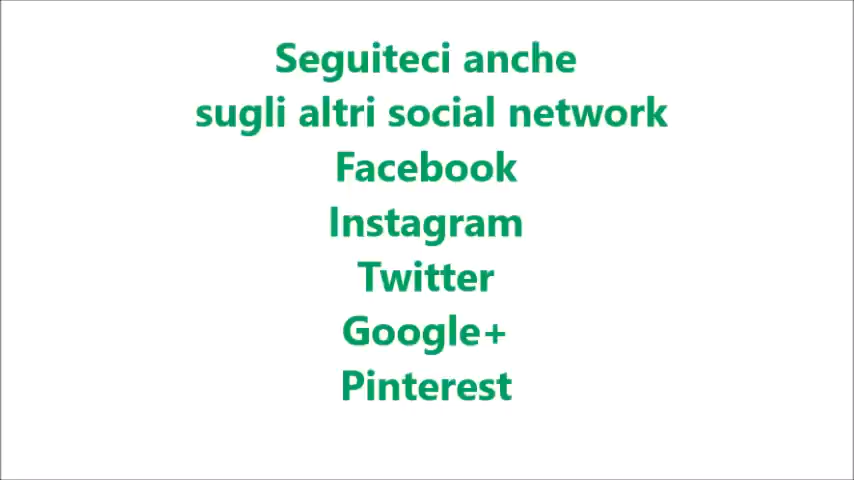 Seguiteci anche
sugli altri social network
Facebook
Instagram
Twitter
Google+
Pinterest